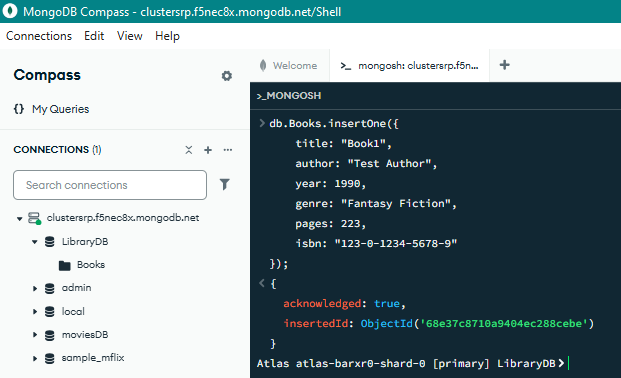 MongoDB Compass - clustersrp.f5nec8x.mongodb.net/Shell
Connections Edit View Help
Compass
{} My Queries
CONNECTIONS (1)
Search connections
clustersrp.f5nec8x.mongodb.net
LibraryDB
Books
admin
local
moviesDB
sample_mflix
Welcome
>_ mongosh: clustersrp.f5n...
>_MONGOSH
> db.Books.insertOne({
title: "Book1",
author: "Test Author",
year: 1990,
genre: "Fantasy Fiction",
pages: 223,
isbn: "123-0-1234-5678-9"
});
< {
acknowledged: true,
insertedId: ObjectId('68e37c8710a9404ec288cebe')
}
Atlas atlas-barxr0-shard-0 [primary] LibraryDB>